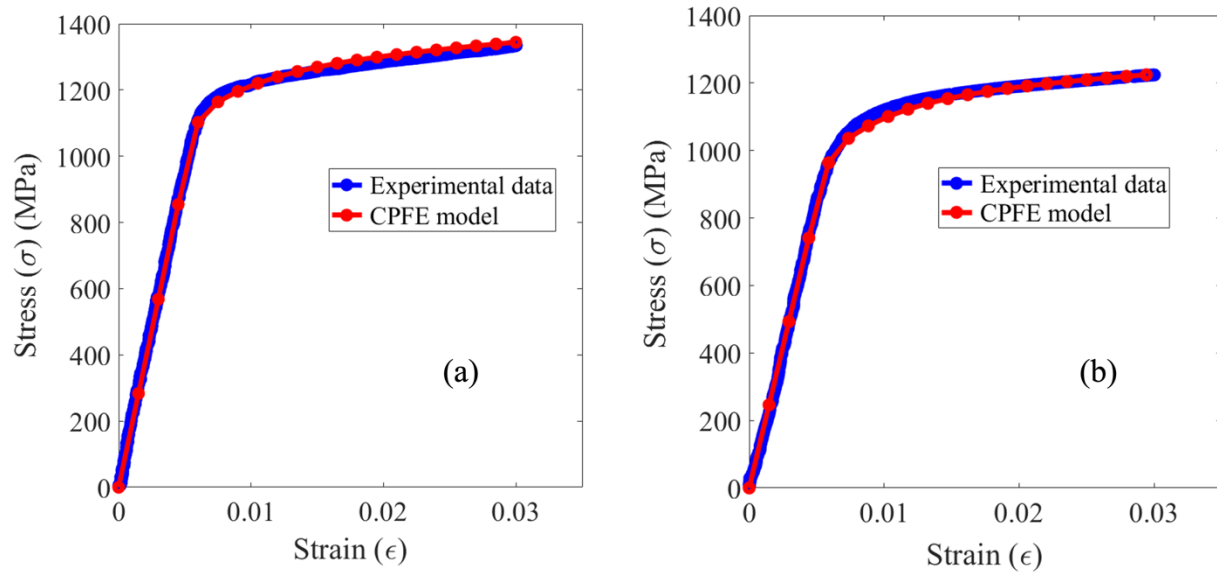 1400
1200
1000
800
600
400
200
0
Stress (σ) (MPa)
Experimental data
CPFE model
(a)
0 0.01 0.02 0.03
Strain (ϵ)
1400
1200
1000
800
600
400
200
0
Stress (σ) (MPa)
Experimental data
CPFE model
(b)
0 0.01 0.02 0.03
Strain (ϵ)